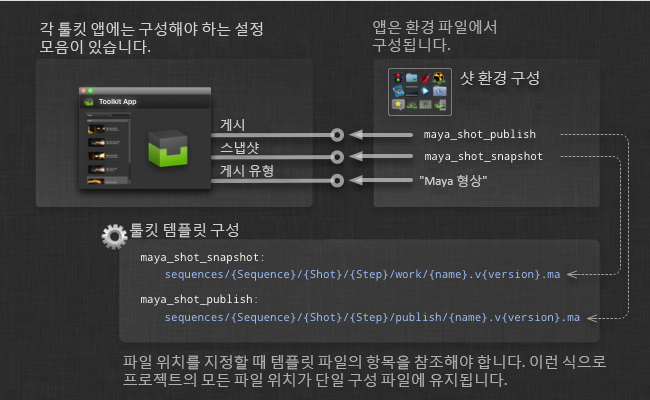 각 툴킷 앱에는 구성해야 하는 설정
모음이 있습니다.
앱은 환경 파일에서
구성됩니다.
Toolkit App
샷 환경 구성
게시
maya_shot_publish
스냅샷
maya_shot_snapshot
게시 유형
"Maya 형상"
툴킷 템플릿 구성
maya_shot_snapshot:
sequences/{Sequence}/{Shot}/{Step}/work/{name}.v{version}.ma
maya_shot_publish:
sequences/{Sequence}/{Shot}/{Step}/publish/{name}.v{version}.ma
파일 위치를 지정할 때 템플릿 파일의 항목을 참조해야 합니다. 이런 식으로
프로젝트의 모든 파일 위치가 단일 구성 파일에 유지됩니다.